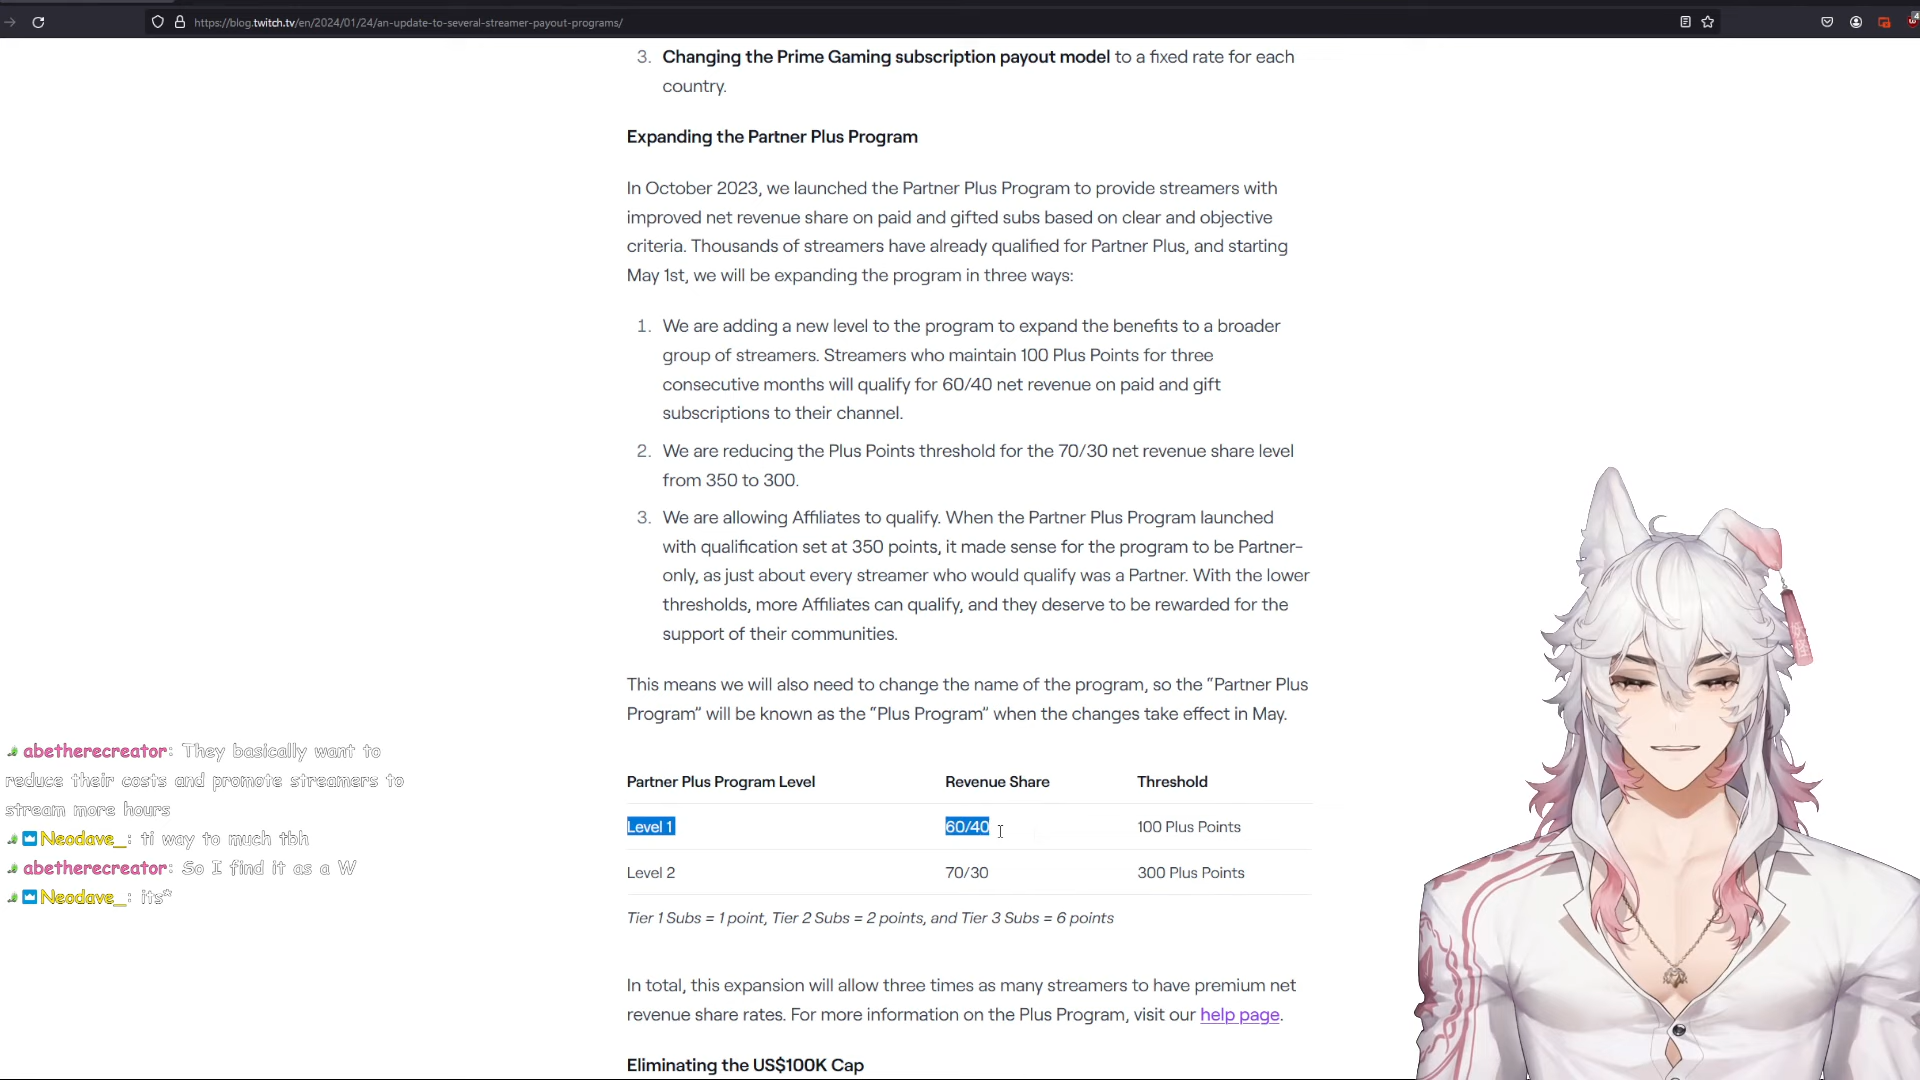 https://blog.twitch.tv/en/2024/01/24/an-update-to-several-streamer-payout-programs/
4
3. Changing the Prime Gaming subscription payout model to a fixed rate for each
country.
Expanding the Partner Plus Program
In October 2023, we launched the Partner Plus Program to provide streamers with
improved net revenue share on paid and gifted subs based on clear and objective
criteria. Thousands of streamers have already qualified for Partner Plus, and starting
May 1st, we will be expanding the program in three ways:
1. We are adding a new level to the program to expand the benefits to a broader
group of streamers. Streamers who maintain 100 Plus Points for three
consecutive months will qualify for 60/40 net revenue on paid and gift
subscriptions to their channel.
2. We are reducing the Plus Points threshold for the 70/30 net revenue share level
from 350 to 300.
3. We are allowing Affiliates to qualify. When the Partner Plus Program launched
with qualification set at 350 points, it made sense for the program to be Partner-
only, as just about every streamer who would qualify was a Partner. With the lower
thresholds, more Affiliates can qualify, and they deserve to be rewarded for the
support of their communities.
This means we will also need to change the name of the program, so the “Partner Plus
Program” will be known as the “Plus Program” when the changes take effect in May.
Partner Plus Program Level Revenue Share Threshold
Level 1 60/40 100 Plus Points
Level 2 70/30 300 Plus Points
Tier 1 Subs = 1 point, Tier 2 Subs = 2 points, and Tier 3 Subs = 6 points
In total, this expansion will allow three times as many streamers to have premium net
revenue share rates. For more information on the Plus Program, visit our help page.
Eliminating the US$100K Cap
abetherecreator: They basically want to
reduce their costs and promote streamers to
stream more hours
Neodave_: ti way to much tbh
abetherecreator: So I find it as a W
Neodave_: its*